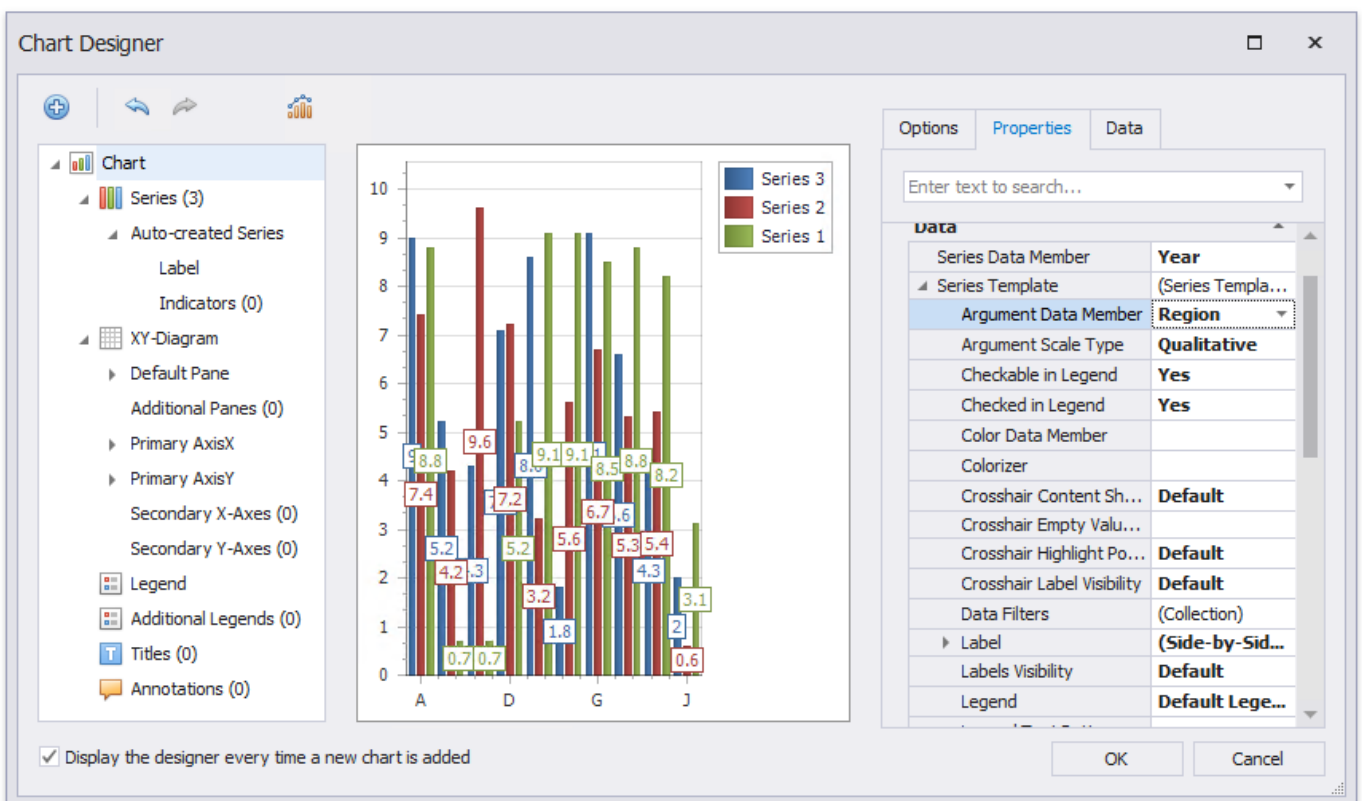 Chart Designer
Options Properties Data
Chart
Series (3)
Auto-created Series
Label
Indicators (0)
XY-Diagram
Default Pane
Additional Panes (0)
Primary AxisX
Primary AxisY
Secondary X-Axes (0)
Secondary Y-Axes (0)
Legend
Additional Legends (0)
Titles (0)
Annotations (0)
10
9
8
7
6
5
4
3
2
1
0
A D G J
9.6
9.1 9.1
8.8 8.5 8.8 8.2
7.4 7.2 6.7
5.2 5.2 5.6 5.3 5.4
4.2 4.3
3.2 3.1
1.8 2
0.7 0.7 0.6
Series 3
Series 2
Series 1
Enter text to search...
Data
Series Data Member Year
Series Template (Series Templa...
Argument Data Member Region
Argument Scale Type Qualitative
Checkable in Legend Yes
Checked in Legend Yes
Color Data Member
Colorizer
Crosshair Content Sh... Default
Crosshair Empty Valu...
Crosshair Highlight Po... Default
Crosshair Label Visibility Default
Data Filters (Collection)
Label (Side-by-Sid...
Labels Visibility Default
Legend Default Lege...
Display the designer every time a new chart is added
OK Cancel